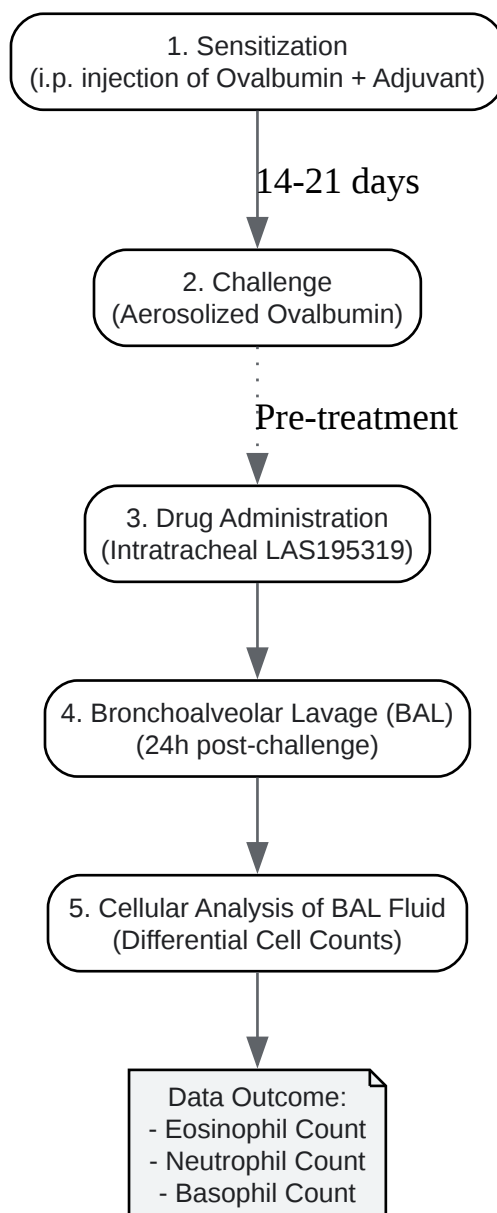 1. Sensitization
(i.p. injection of Ovalbumin + Adjuvant)
14-21 days
2. Challenge
(Aerosolized Ovalbumin)
Pre-treatment
3. Drug Administration
(Intratracheal LAS195319)
4. Bronchoalveolar Lavage (BAL)
(24h post-challenge)
5. Cellular Analysis of BAL Fluid
(Differential Cell Counts)
Data Outcome:
- Eosinophil Count
- Neutrophil Count
- Basophil Count